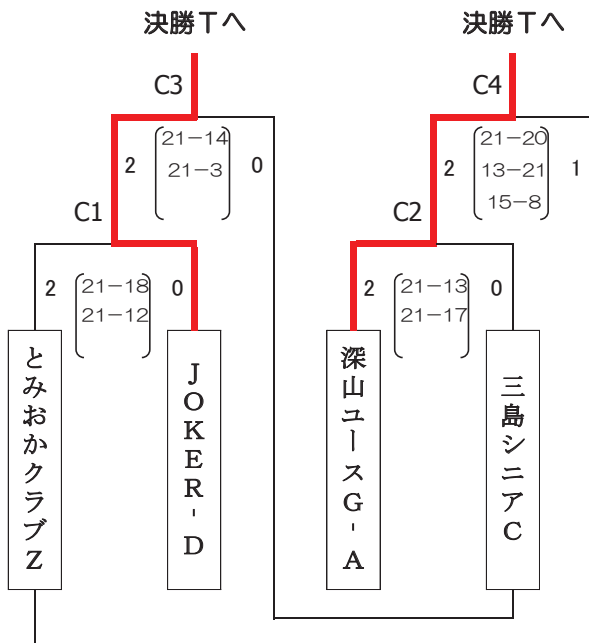 決勝Tへ
決勝Tへ
C3
C4
2
21-14
21-3
0
2
21-20
13-21
15-8
1
C1
C2
2
21-18
21-12
0
2
21-13
21-17
0
とみおかクラブZ
JOKER-D
深山ユースG-A
三島シニアC